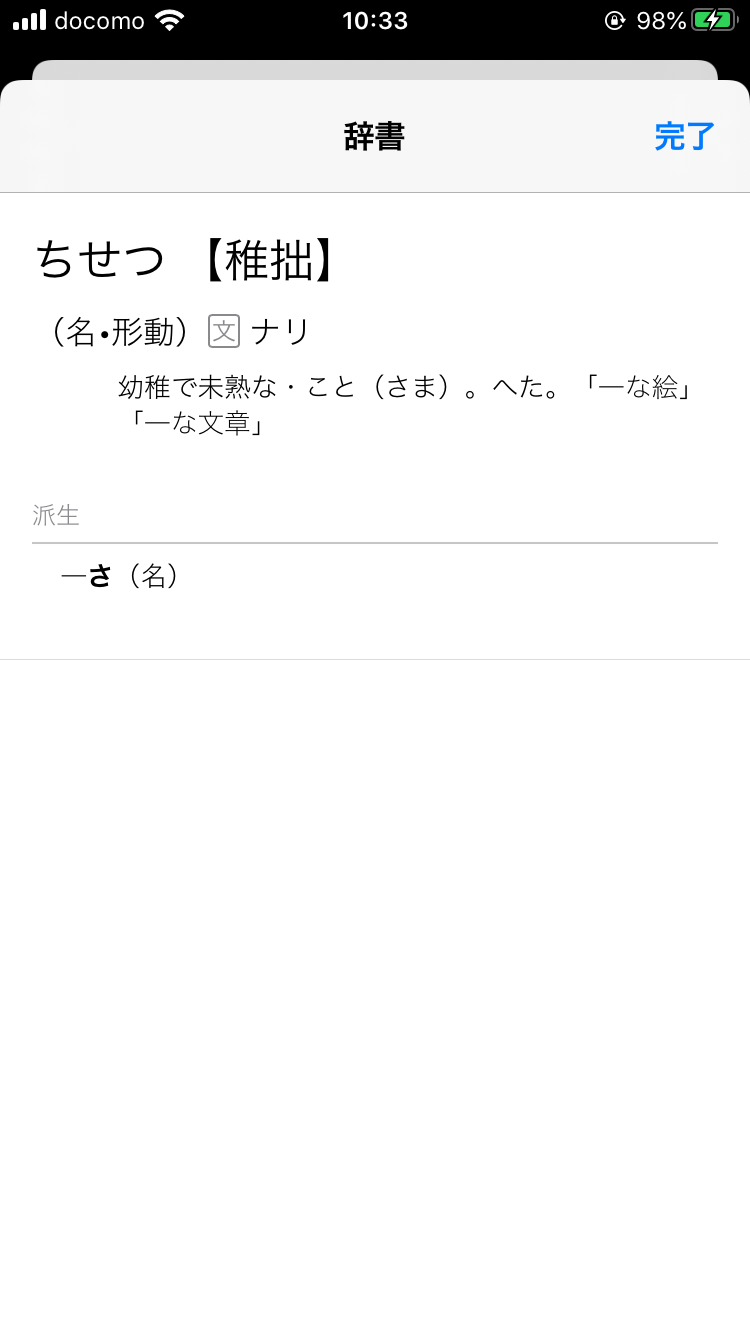 docomo 10:33 98%
辞書 完了
ちせつ 【稚拙】
（名•形動）文 ナリ
幼稚で未熟な・こと（さま）。へた。「―な絵」
「―な文章」
派生
―さ（名）